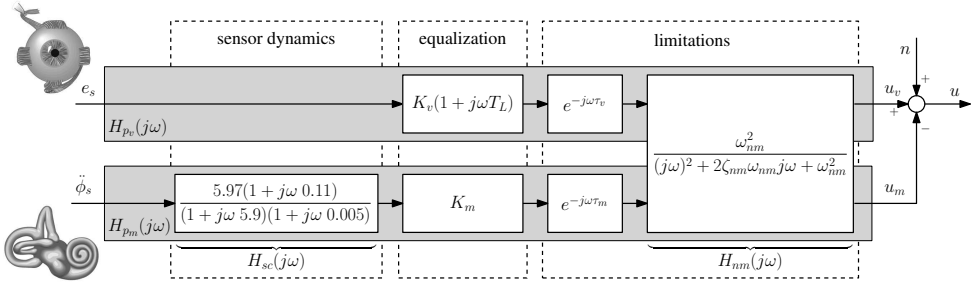 sensor dynamics
equalization
limitations
n
+
e_s
K_v(1 + jωT_L)
e^{-jωτ_v}
u_v
+
u
H_{p_v}(jω)
ω_{nm}^2
(jω)^2 + 2ζ_{nm}ω_{nm}jω + ω_{nm}^2
−
\ddot{ϕ}_s
5.97(1 + jω 0.11)
(1 + jω 5.9)(1 + jω 0.005)
K_m
e^{-jωτ_m}
u_m
H_{p_m}(jω)
H_{sc}(jω)
H_{nm}(jω)